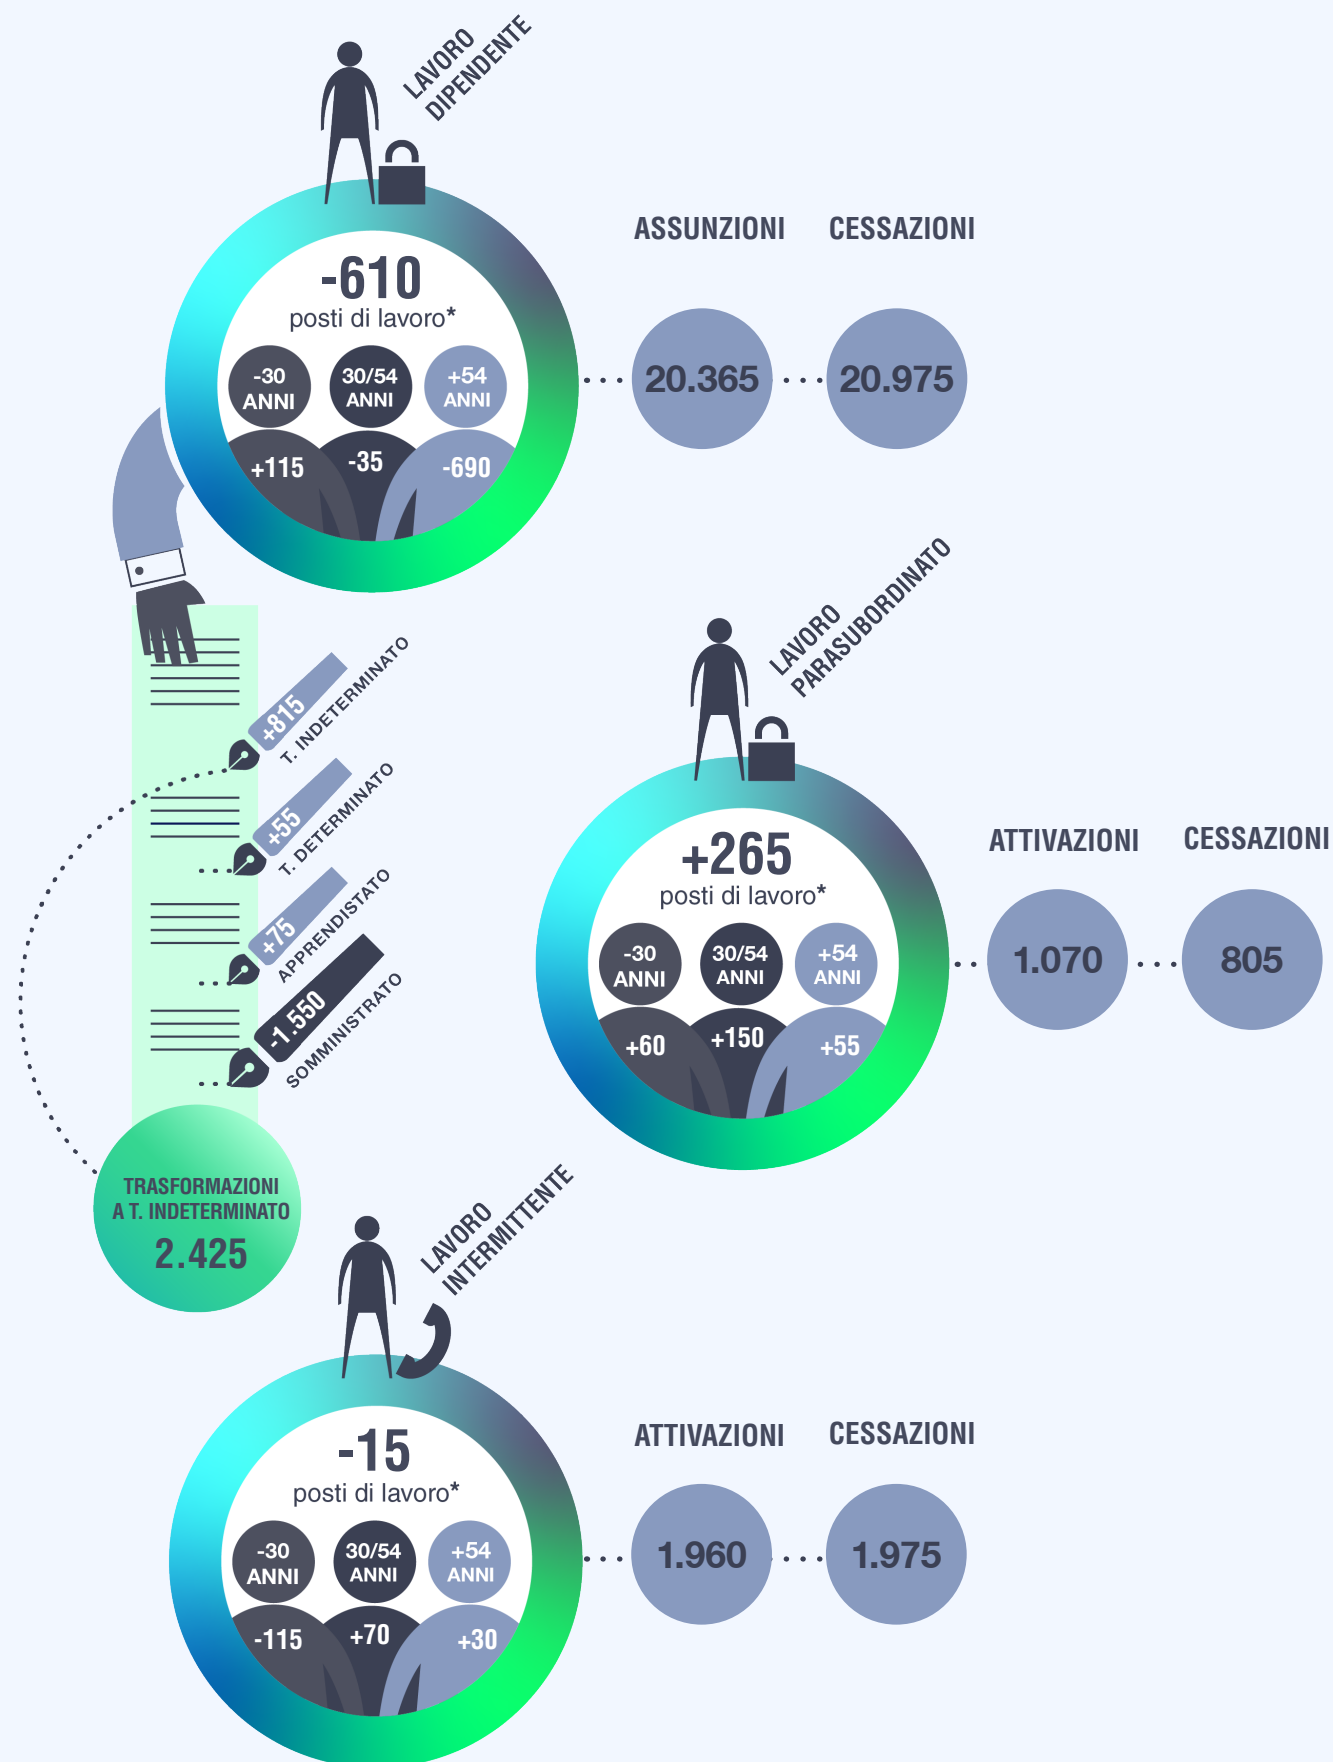 LAVORO
DIPENDENTE
ASSUNZIONI
CESSAZIONI
-610
posti di lavoro*
-30
ANNI
30/54
ANNI
+54
ANNI
+115
-35
-690
20.365
20.975
+815
T. INDETERMINATO
+55
T. DETERMINATO
+75
APPRENDISTATO
-1.550
SOMMINISTRATO
TRASFORMAZIONI
A T. INDETERMINATO
2.425
LAVORO
PARASUBORDINATO
ATTIVAZIONI
CESSAZIONI
+265
posti di lavoro*
-30
ANNI
30/54
ANNI
+54
ANNI
+60
+150
+55
1.070
805
LAVORO
INTERMITTENTE
ATTIVAZIONI
CESSAZIONI
-15
posti di lavoro*
-30
ANNI
30/54
ANNI
+54
ANNI
-115
+70
+30
1.960
1.975